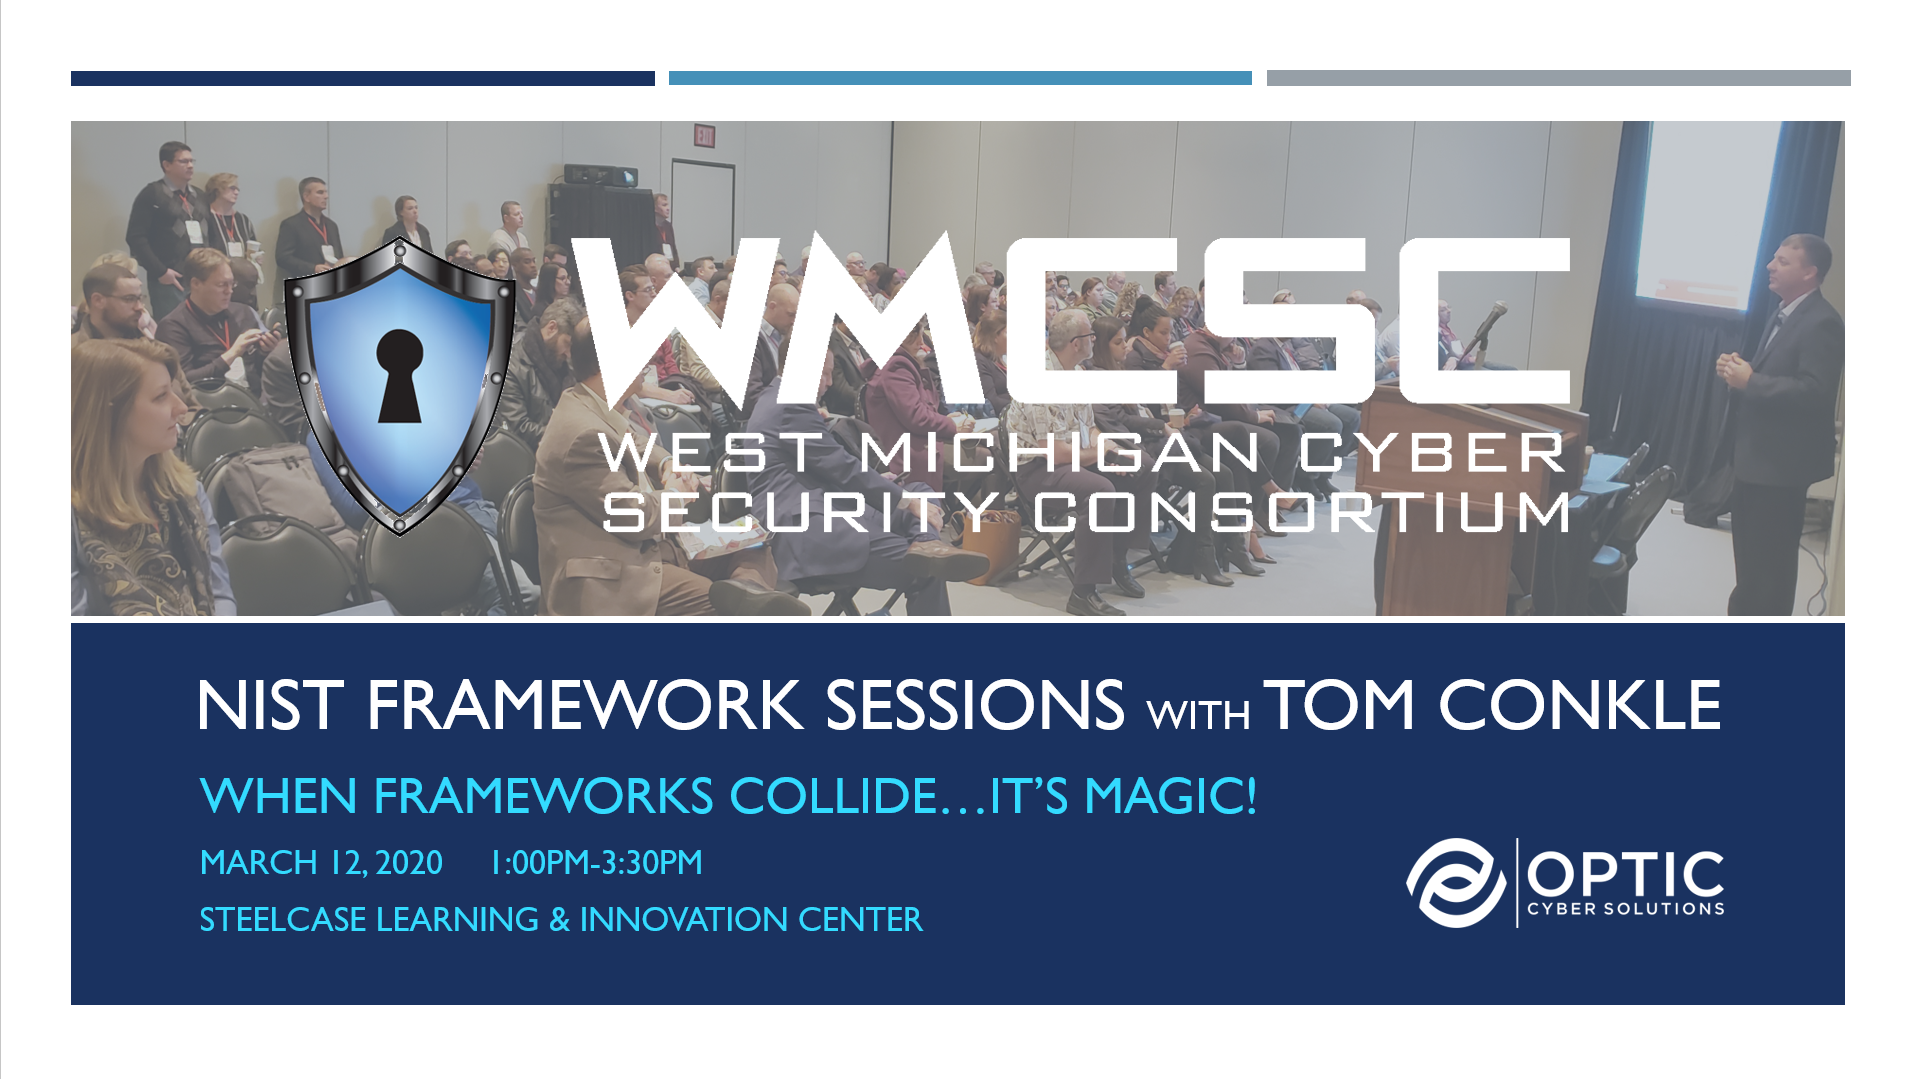 EXIT
WMCSC
WEST MICHIGAN CYBER
SECURITY CONSORTIUM
NIST FRAMEWORK SESSIONS WITH TOM CONKLE
WHEN FRAMEWORKS COLLIDE…IT’S MAGIC!
MARCH 12, 2020 1:00PM-3:30PM
STEELCASE LEARNING & INNOVATION CENTER
OPTIC
CYBER SOLUTIONS